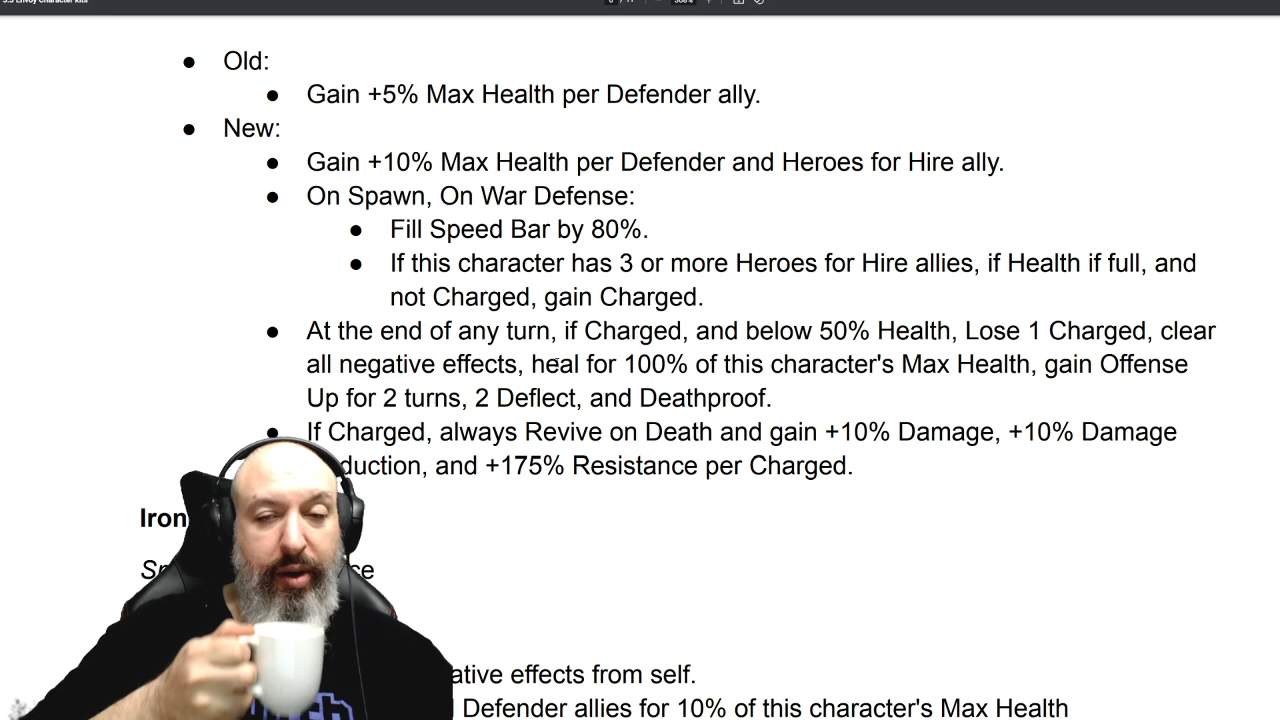 5.5 Envoy Character Kits
Old:
Gain +5% Max Health per Defender ally.
New:
Gain +10% Max Health per Defender and Heroes for Hire ally.
On Spawn, On War Defense:
Fill Speed Bar by 80%.
If this character has 3 or more Heroes for Hire allies, if Health if full, and
not Charged, gain Charged.
At the end of any turn, if Charged, and below 50% Health, Lose 1 Charged, clear
all negative effects, heal for 100% of this character's Max Health, gain Offense
Up for 2 turns, 2 Deflect, and Deathproof.
If Charged, always Revive on Death and gain +10% Damage, +10% Damage
duction, and +175% Resistance per Charged.
Iron
ative effects from self.
Defender allies for 10% of this character's Max Health